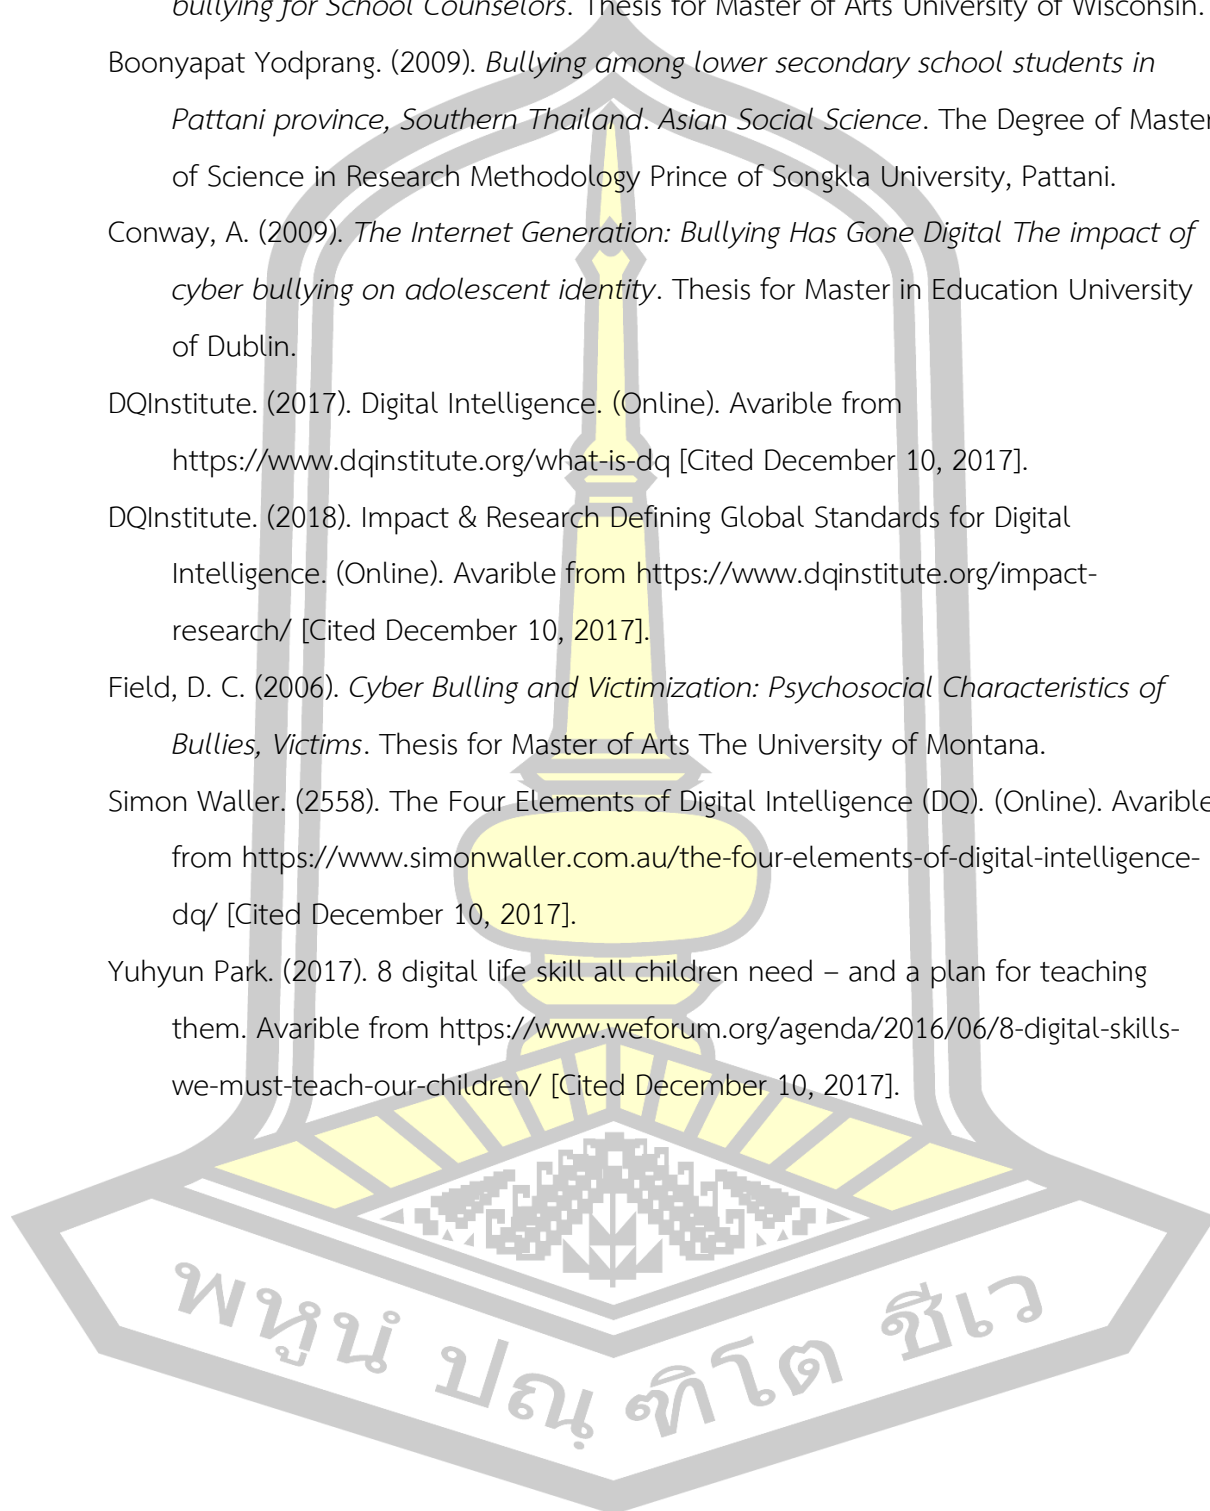 bullying for School Counselors. Thesis for Master of Arts University of Wisconsin.
Boonyapat Yodprang. (2009). Bullying among lower secondary school students in
Pattani province, Southern Thailand. Asian Social Science. The Degree of Master
of Science in Research Methodology Prince of Songkla University, Pattani.
Conway, A. (2009). The Internet Generation: Bullying Has Gone Digital The impact of
cyber bullying on adolescent identity. Thesis for Master in Education University
of Dublin.
DQInstitute. (2017). Digital Intelligence. (Online). Avarible from
https://www.dqinstitute.org/what-is-dq [Cited December 10, 2017].
DQInstitute. (2018). Impact & Research Defining Global Standards for Digital
Intelligence. (Online). Avarible from https://www.dqinstitute.org/impact-
research/ [Cited December 10, 2017].
Field, D. C. (2006). Cyber Bulling and Victimization: Psychosocial Characteristics of
Bullies, Victims. Thesis for Master of Arts The University of Montana.
Simon Waller. (2558). The Four Elements of Digital Intelligence (DQ). (Online). Avarible
from https://www.simonwaller.com.au/the-four-elements-of-digital-intelligence-
dq/ [Cited December 10, 2017].
Yuhyun Park. (2017). 8 digital life skill all children need – and a plan for teaching
them. Avarible from https://www.weforum.org/agenda/2016/06/8-digital-skills-
we-must-teach-our-children/ [Cited December 10, 2017].
พหูนํ ปณฺฑิโต ชีเว